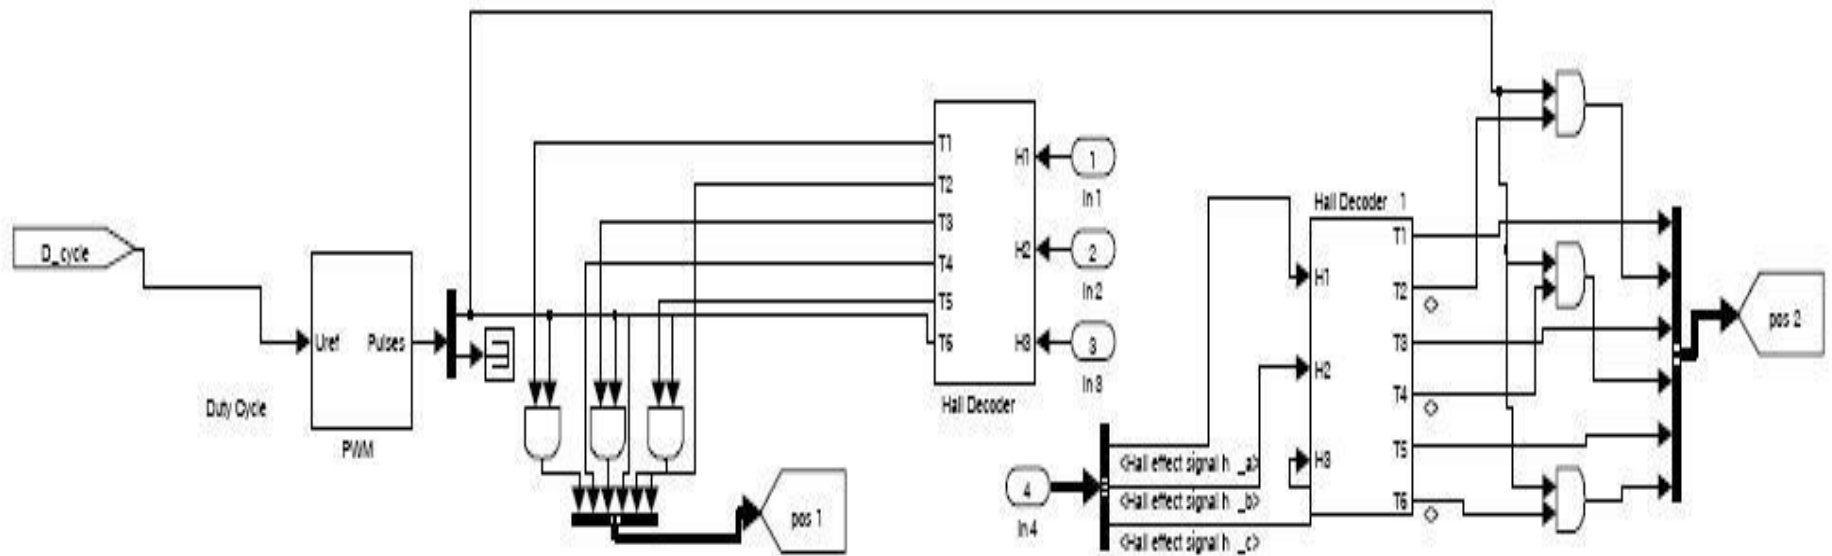 D_cycle
Duty Cycle
Uref
Pulses
PWM
T1
T2
T3
T4
T5
T6
H1
H2
H3
Hall Decoder
1
In 1
2
In 2
3
In 3
pos 1
4
In 4
<Hall effect signal h _a>
<Hall effect signal h _b>
<Hall effect signal h _c>
Hall Decoder 1
H1
H2
H3
T1
T2
T3
T4
T5
T6
pos 2